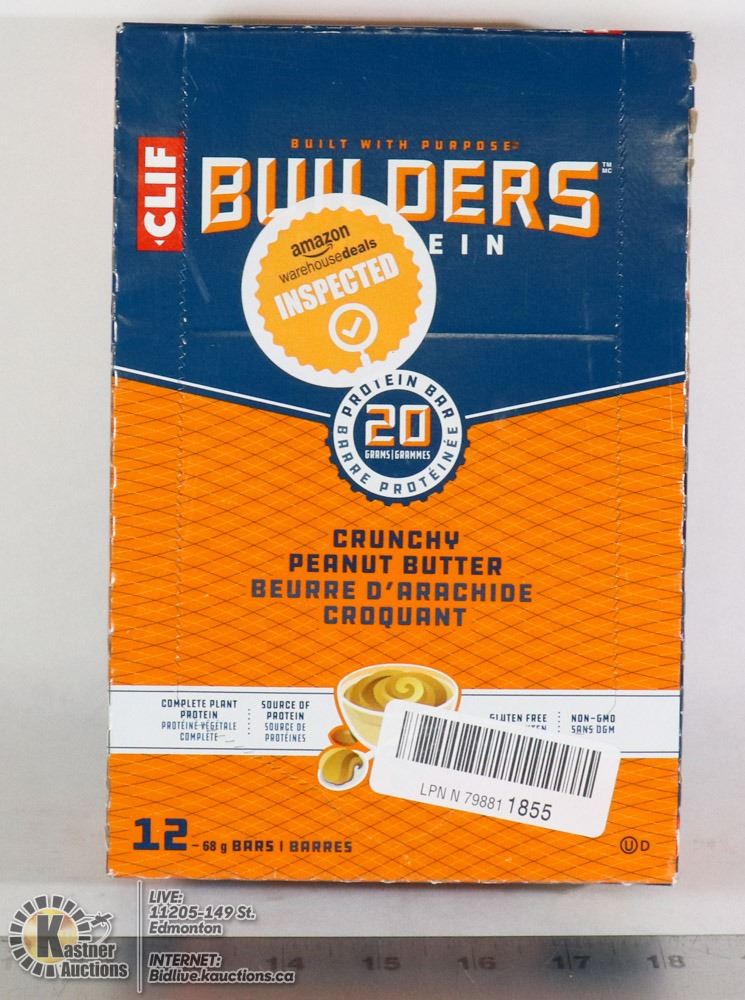 BUILT WITH PURPOSE
CLIF
BUILDERS
TM
MC
EIN
amazon
warehousedeals
INSPECTED
PROTEIN BAR
20
GRAMS|GRAMMES
BARRE PROTÉINÉE
CRUNCHY
PEANUT BUTTER
BEURRE D'ARACHIDE
CROQUANT
COMPLETE PLANT
PROTEIN
PROTÉINE VÉGÉTALE
COMPLÈTE
SOURCE OF
PROTEIN
SOURCE DE
PROTÉINES
GLUTEN FREE
NON-GMO
SANS OGM
LPN N 79881 1855
12 - 68 g BARS | BARRES
U D
Kastner
Auctions
LIVE:
11205-149 St.
Edmonton
INTERNET:
Bidlive.kauctions.ca
14 15 16 17 18